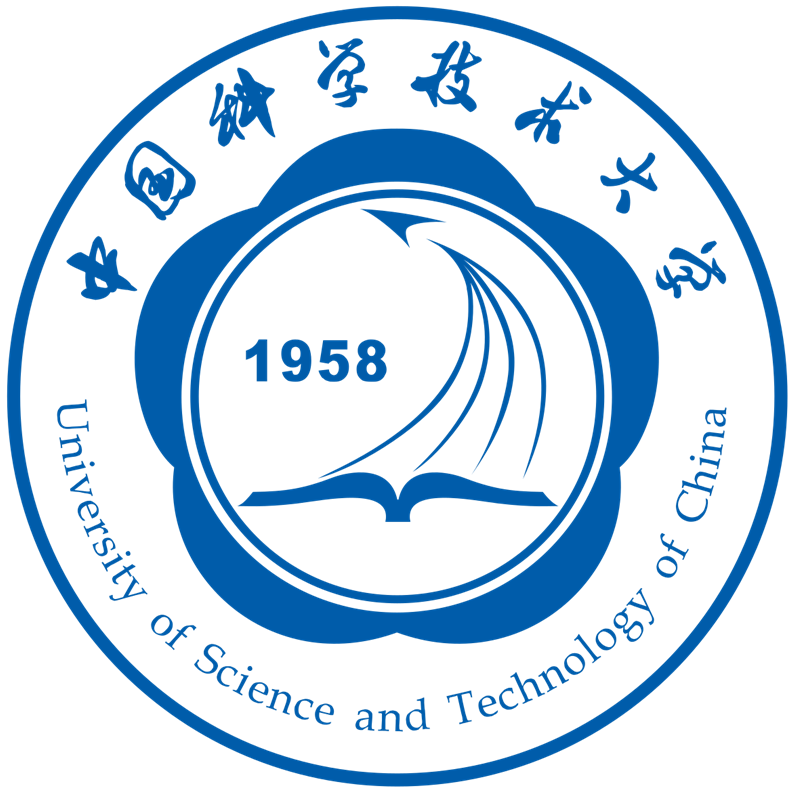 中国科学技术大学
1958
University of Science and Technology of China